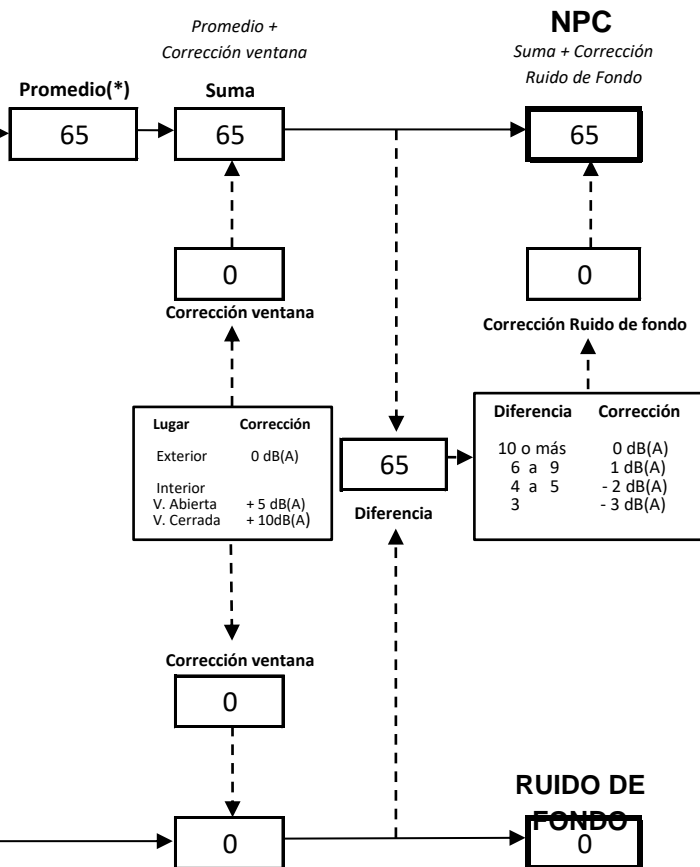 Promedio +
Corrección ventana
NPC
Suma + Corrección
Ruido de Fondo
Promedio(*)
Suma
65
65
65
0
0
Corrección ventana
Corrección Ruido de fondo
Lugar Corrección
Exterior 0 dB(A)
Interior
V. Abierta + 5 dB(A)
V. Cerrada + 10dB(A)
65
Diferencia
Diferencia Corrección
10 o más 0 dB(A)
6 a 9 1 dB(A)
4 a 5 - 2 dB(A)
3 - 3 dB(A)
Corrección ventana
0
RUIDO DE
FONDO
0
0